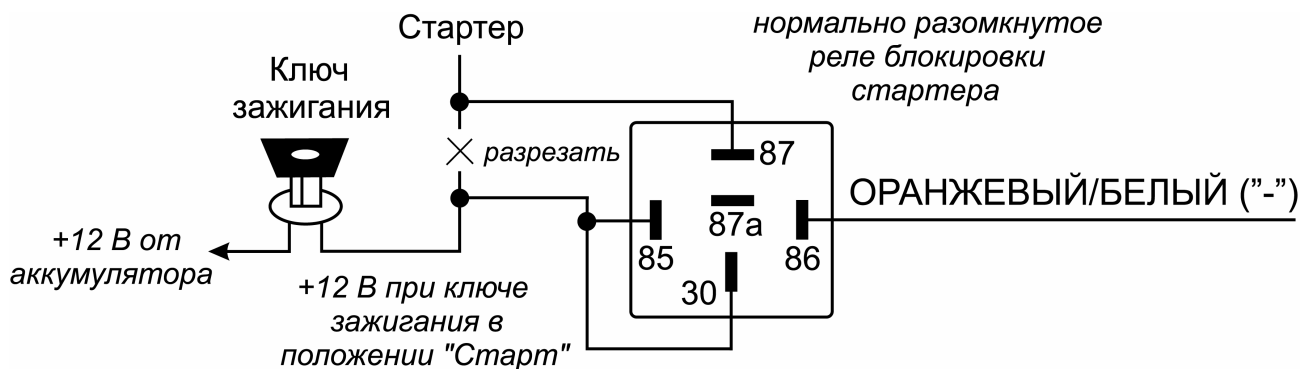 Стартер
нормально разомкнутое
реле блокировки
стартера
Ключ
зажигания
разрезать
87
ОРАНЖЕВЫЙ/БЕЛЫЙ ("-")
87а
85
86
30
+12 В от
аккумулятора
+12 В при ключе
зажигания в
положении "Старт"